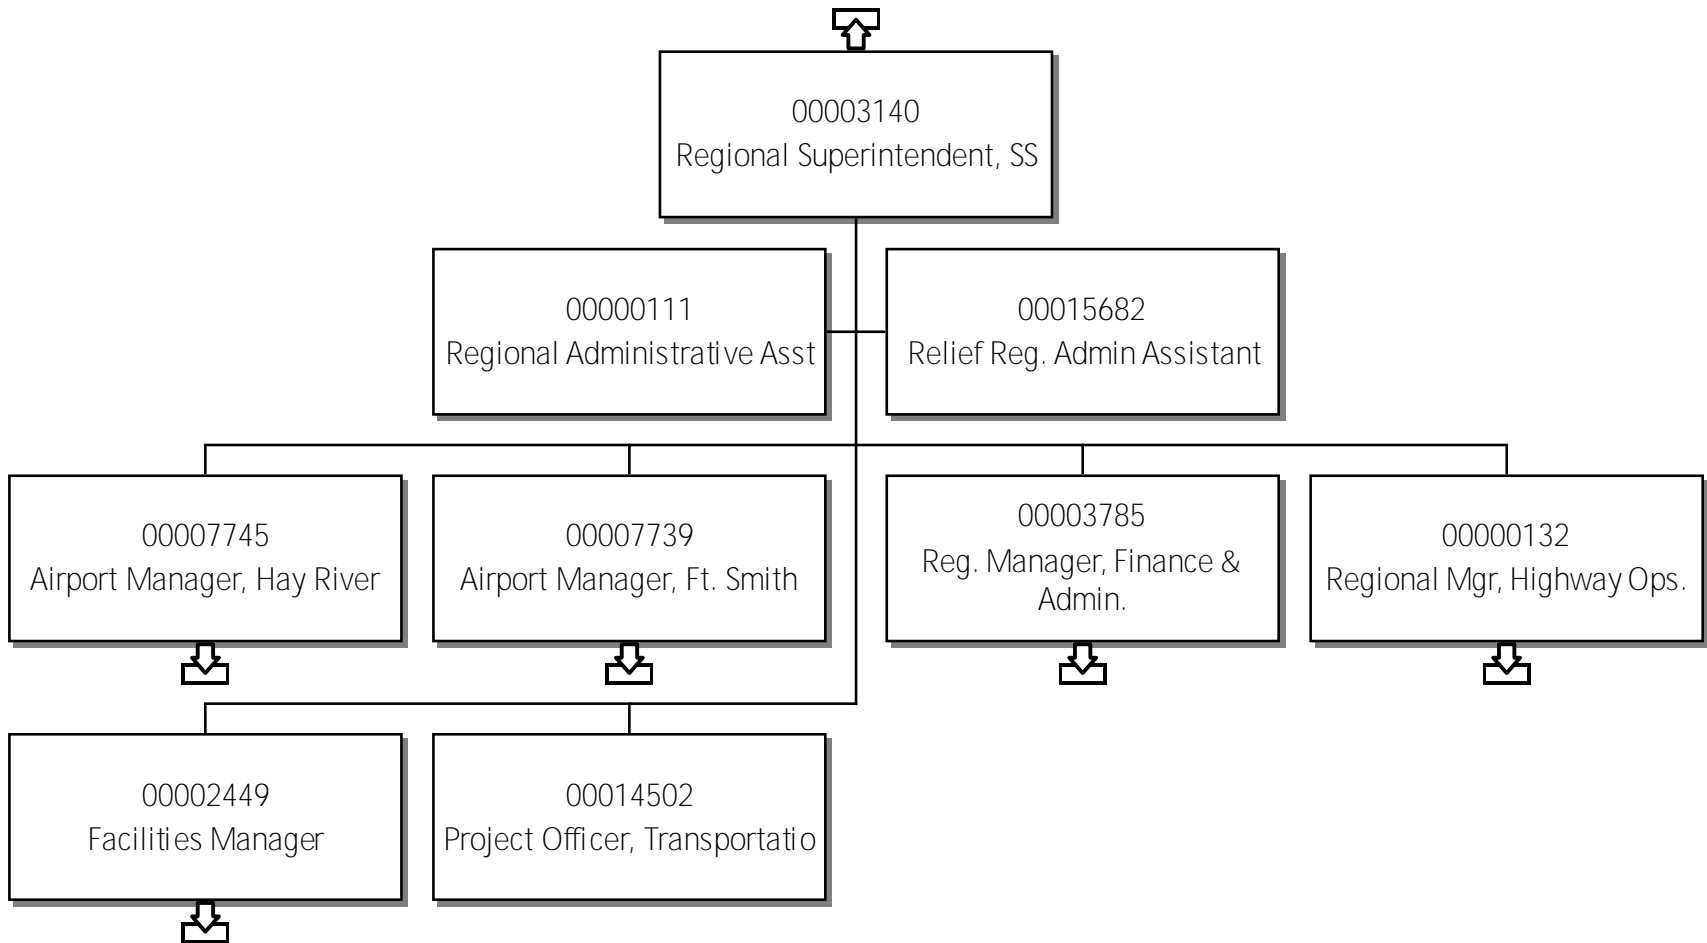 00003140
Regional Superintendent, SS
00000111
Regional Administrative Asst
00015682
Relief Reg. Admin Assistant
00007745
Airport Manager, Hay River
00007739
Airport Manager, Ft. Smith
00003785
Reg. Manager, Finance &
Admin.
00000132
Regional Mgr, Highway Ops.
00002449
Facilities Manager
00014502
Project Officer, Transportatio